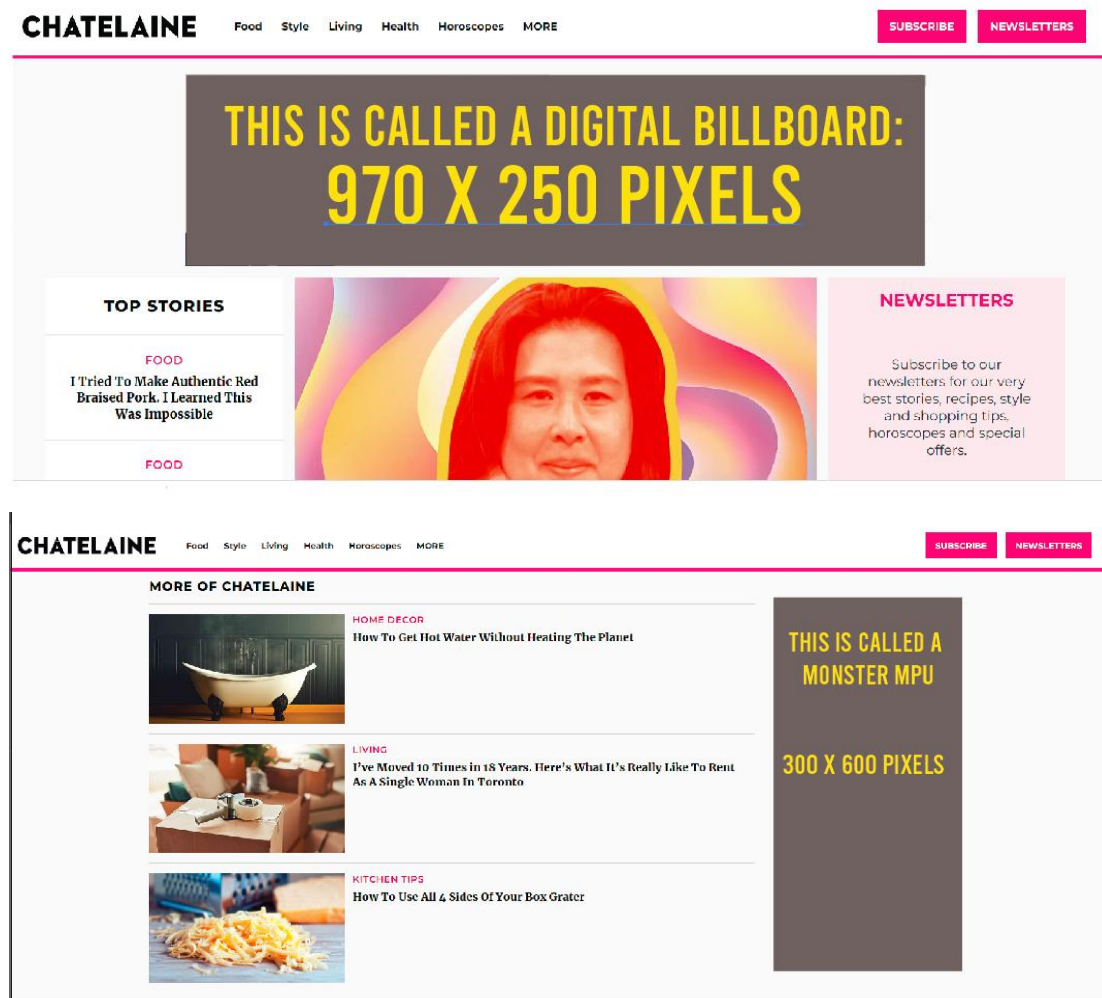 CHATELAINE
Food Style Living Health Horoscopes MORE
SUBSCRIBE
NEWSLETTERS
THIS IS CALLED A DIGITAL BILLBOARD:
970 X 250 PIXELS
TOP STORIES
FOOD
I Tried To Make Authentic Red
Braised Pork. I Learned This
Was Impossible
FOOD
NEWSLETTERS
Subscribe to our
newsletters for our very
best stories, recipes, style
and shopping tips,
horoscopes and special
offers.
CHATELAINE
Food Style Living Health Horoscopes MORE
SUBSCRIBE
NEWSLETTERS
MORE OF CHATELAINE
HOME DECOR
How To Get Hot Water Without Heating The Planet
LIVING
I've Moved 10 Times in 18 Years. Here's What It's Really Like To Rent
As A Single Woman In Toronto
KITCHEN TIPS
How To Use All 4 Sides Of Your Box Grater
THIS IS CALLED A
MONSTER MPU
300 X 600 PIXELS